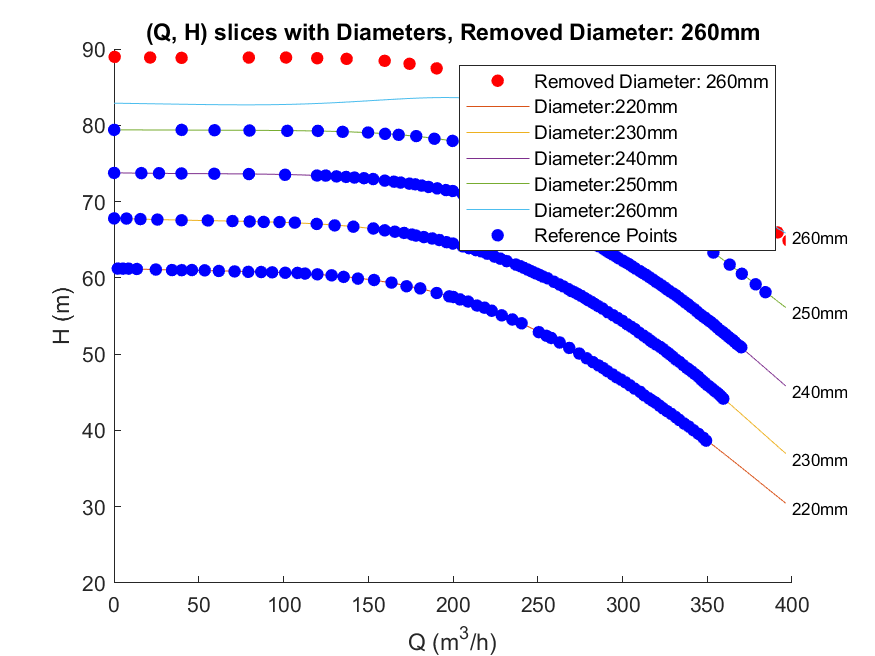 (Q, H) slices with Diameters, Removed Diameter: 260mm
90
80
70
60
50
40
30
20
H (m)
Removed Diameter: 260mm
Diameter:220mm
Diameter:230mm
Diameter:240mm
Diameter:250mm
Diameter:260mm
Reference Points
260mm
250mm
240mm
230mm
220mm
0 50 100 150 200 250 300 350 400
Q (m³/h)